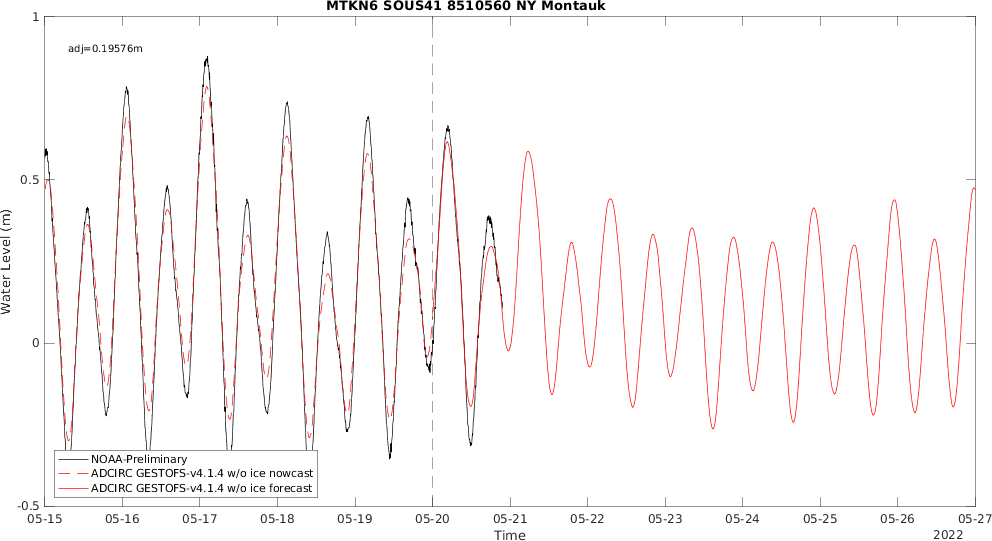 MTKN6 SOUS41 8510560 NY Montauk
adj=0.19576m
Water Level (m)
1
0.5
0
-0.5
NOAA-Preliminary
ADCIRC GESTOFS-v4.1.4 w/o ice nowcast
ADCIRC GESTOFS-v4.1.4 w/o ice forecast
05-15 05-16 05-17 05-18 05-19 05-20 05-21 05-22 05-23 05-24 05-25 05-26 05-27
Time
2022